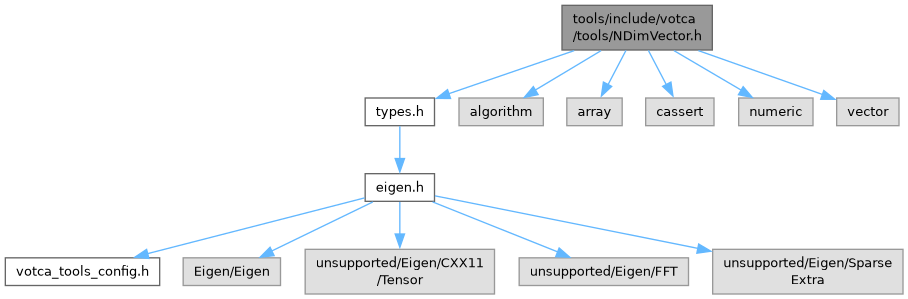 tools/include/votca
/tools/NDimVector.h
types.h
algorithm
array
cassert
numeric
vector
eigen.h
votca_tools_config.h
Eigen/Eigen
unsupported/Eigen/CXX11
/Tensor
unsupported/Eigen/FFT
unsupported/Eigen/Sparse
Extra